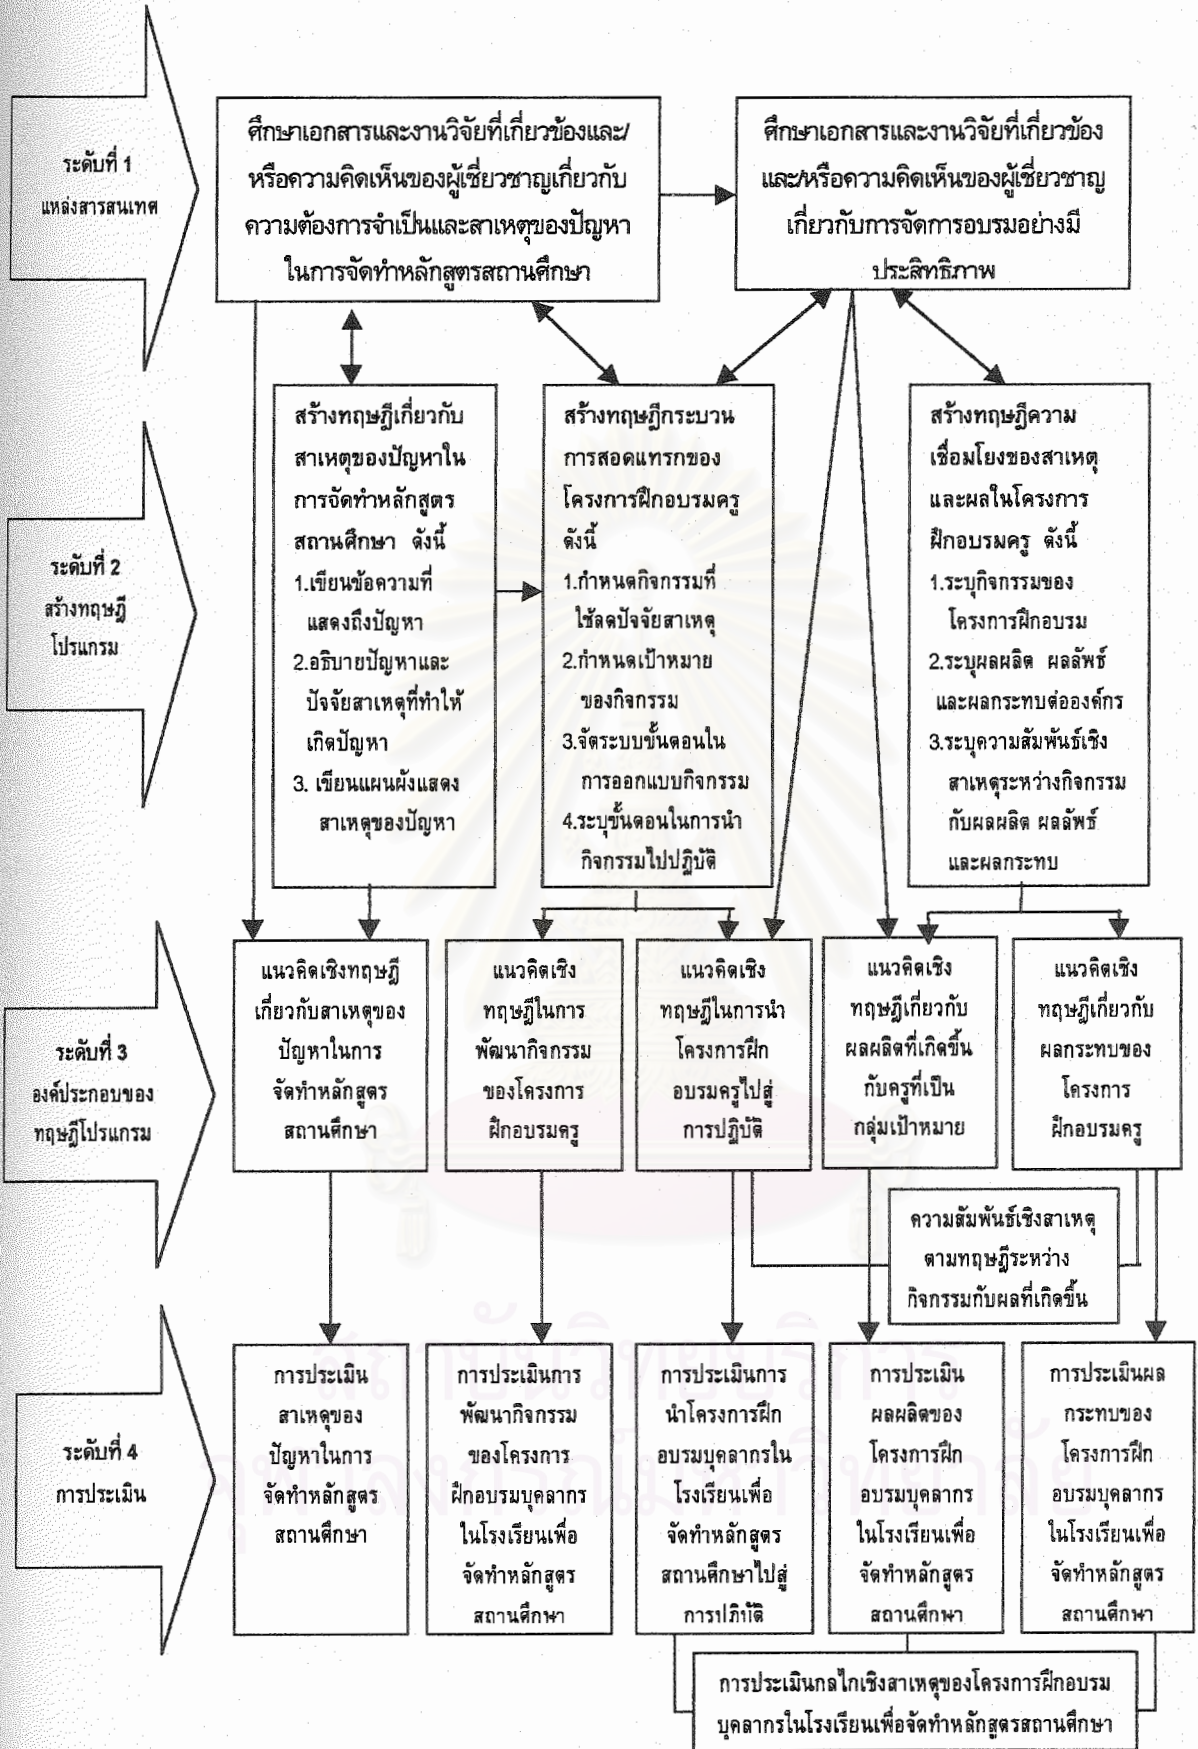 ระดับที่ 1
แหล่งสารสนเทศ
ศึกษาเอกสารและงานวิจัยที่เกี่ยวข้องและ/
หรือความคิดเห็นของผู้เชี่ยวชาญเกี่ยวกับ
ความต้องการจำเป็นและสาเหตุของปัญหา
ในการจัดทำหลักสูตรสถานศึกษา
ศึกษาเอกสารและงานวิจัยที่เกี่ยวข้อง
และ/หรือความคิดเห็นของผู้เชี่ยวชาญ
เกี่ยวกับการจัดการอบรมอย่างมี
ประสิทธิภาพ
ระดับที่ 2
สร้างทฤษฎี
โปรแกรม
สร้างทฤษฎีเกี่ยวกับ
สาเหตุของปัญหาใน
การจัดทำหลักสูตร
สถานศึกษา ดังนี้
1.เขียนข้อความที่
แสดงถึงปัญหา
2.อธิบายปัญหาและ
ปัจจัยสาเหตุที่ทำให้
เกิดปัญหา
3. เขียนแผนผังแสดง
สาเหตุของปัญหา
สร้างทฤษฎีกระบวน
การสอดแทรกของ
โครงการฝึกอบรมครู
ดังนี้
1.กำหนดกิจกรรมที่
ใช้ลดปัจจัยสาเหตุ
2.กำหนดเป้าหมาย
ของกิจกรรม
3.จัดระบบขั้นตอนใน
การออกแบบกิจกรรม
4.ระบุขั้นตอนในการนำ
กิจกรรมไปปฏิบัติ
สร้างทฤษฎีความ
เชื่อมโยงของสาเหตุ
และผลในโครงการ
ฝึกอบรมครู ดังนี้
1.ระบุกิจกรรมของ
โครงการฝึกอบรม
2.ระบุผลผลิต ผลลัพธ์
และผลกระทบต่อองค์กร
3.ระบุความสัมพันธ์เชิง
สาเหตุระหว่างกิจกรรม
กับผลผลิต ผลลัพธ์
และผลกระทบ
ระดับที่ 3
องค์ประกอบของ
ทฤษฎีโปรแกรม
แนวคิดเชิงทฤษฎี
เกี่ยวกับสาเหตุของ
ปัญหาในการ
จัดทำหลักสูตร
สถานศึกษา
แนวคิดเชิง
ทฤษฎีในการ
พัฒนากิจกรรม
ของโครงการ
ฝึกอบรมครู
แนวคิดเชิง
ทฤษฎีในการนำ
โครงการฝึก
อบรมครูไปสู่
การปฏิบัติ
แนวคิดเชิง
ทฤษฎีเกี่ยวกับ
ผลผลิตที่เกิดขึ้น
กับครูที่เป็น
กลุ่มเป้าหมาย
แนวคิดเชิง
ทฤษฎีเกี่ยวกับ
ผลกระทบของ
โครงการ
ฝึกอบรมครู
ความสัมพันธ์เชิงสาเหตุ
ตามทฤษฎีระหว่าง
กิจกรรมกับผลที่เกิดขึ้น
สถาบันวิทยบริการ
จุฬาลงกรณ์มหาวิทยาลัย
ระดับที่ 4
การประเมิน
การประเมิน
สาเหตุของ
ปัญหาในการ
จัดทำหลักสูตร
สถานศึกษา
การประเมินการ
พัฒนากิจกรรม
ของโครงการ
ฝึกอบรมบุคลากร
ในโรงเรียนเพื่อ
จัดทำหลักสูตร
สถานศึกษา
การประเมินการ
นำโครงการฝึก
อบรมบุคลากรใน
โรงเรียนเพื่อ
จัดทำหลักสูตร
สถานศึกษาไปสู่
การปฏิบัติ
การประเมิน
ผลผลิตของ
โครงการฝึก
อบรมบุคลากร
ในโรงเรียนเพื่อ
จัดทำหลักสูตร
สถานศึกษา
การประเมินผล
กระทบของ
โครงการฝึก
อบรมบุคลากร
ในโรงเรียนเพื่อ
จัดทำหลักสูตร
สถานศึกษา
การประเมินกลไกเชิงสาเหตุของโครงการฝึกอบรม
บุคลากรในโรงเรียนเพื่อจัดทำหลักสูตรสถานศึกษา